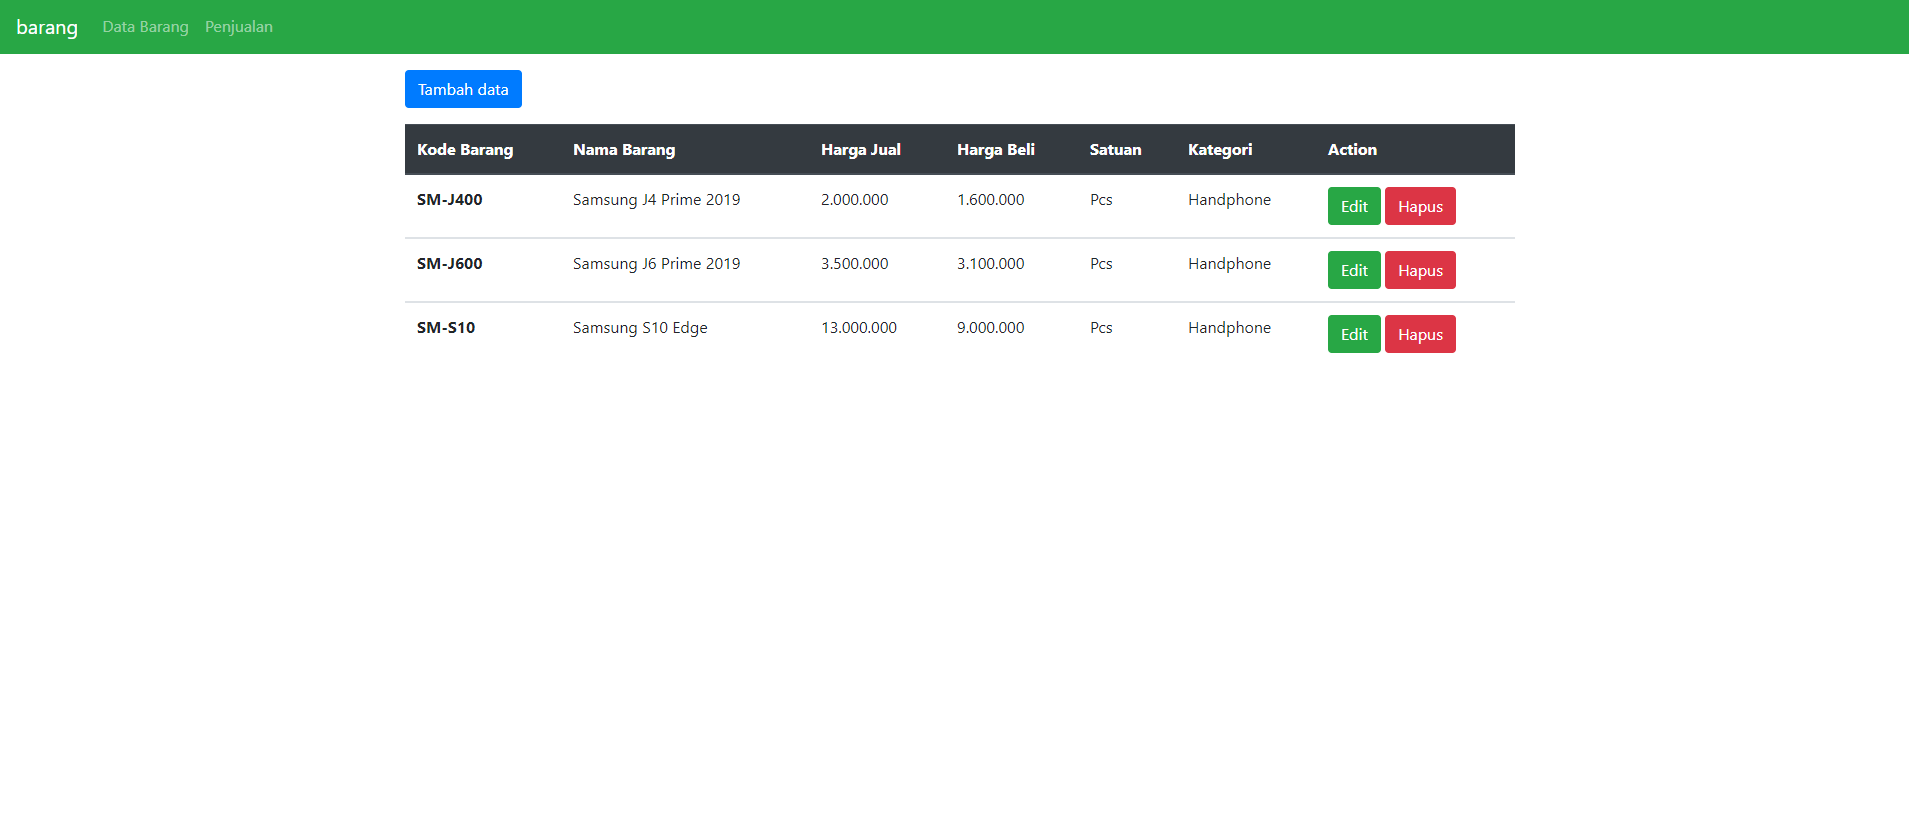 barang Data Barang Penjualan
Tambah data
Kode Barang Nama Barang Harga Jual Harga Beli Satuan Kategori Action
SM-J400 Samsung J4 Prime 2019 2.000.000 1.600.000 Pcs Handphone Edit Hapus
SM-J600 Samsung J6 Prime 2019 3.500.000 3.100.000 Pcs Handphone Edit Hapus
SM-S10 Samsung S10 Edge 13.000.000 9.000.000 Pcs Handphone Edit Hapus